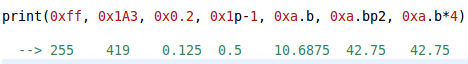 print(0xff, 0x1A3, 0x0.2, 0x1p-1, 0xa.b, 0xa.bp2, 0xa.b*4)
--> 255 419 0.125 0.5 10.6875 42.75 42.75